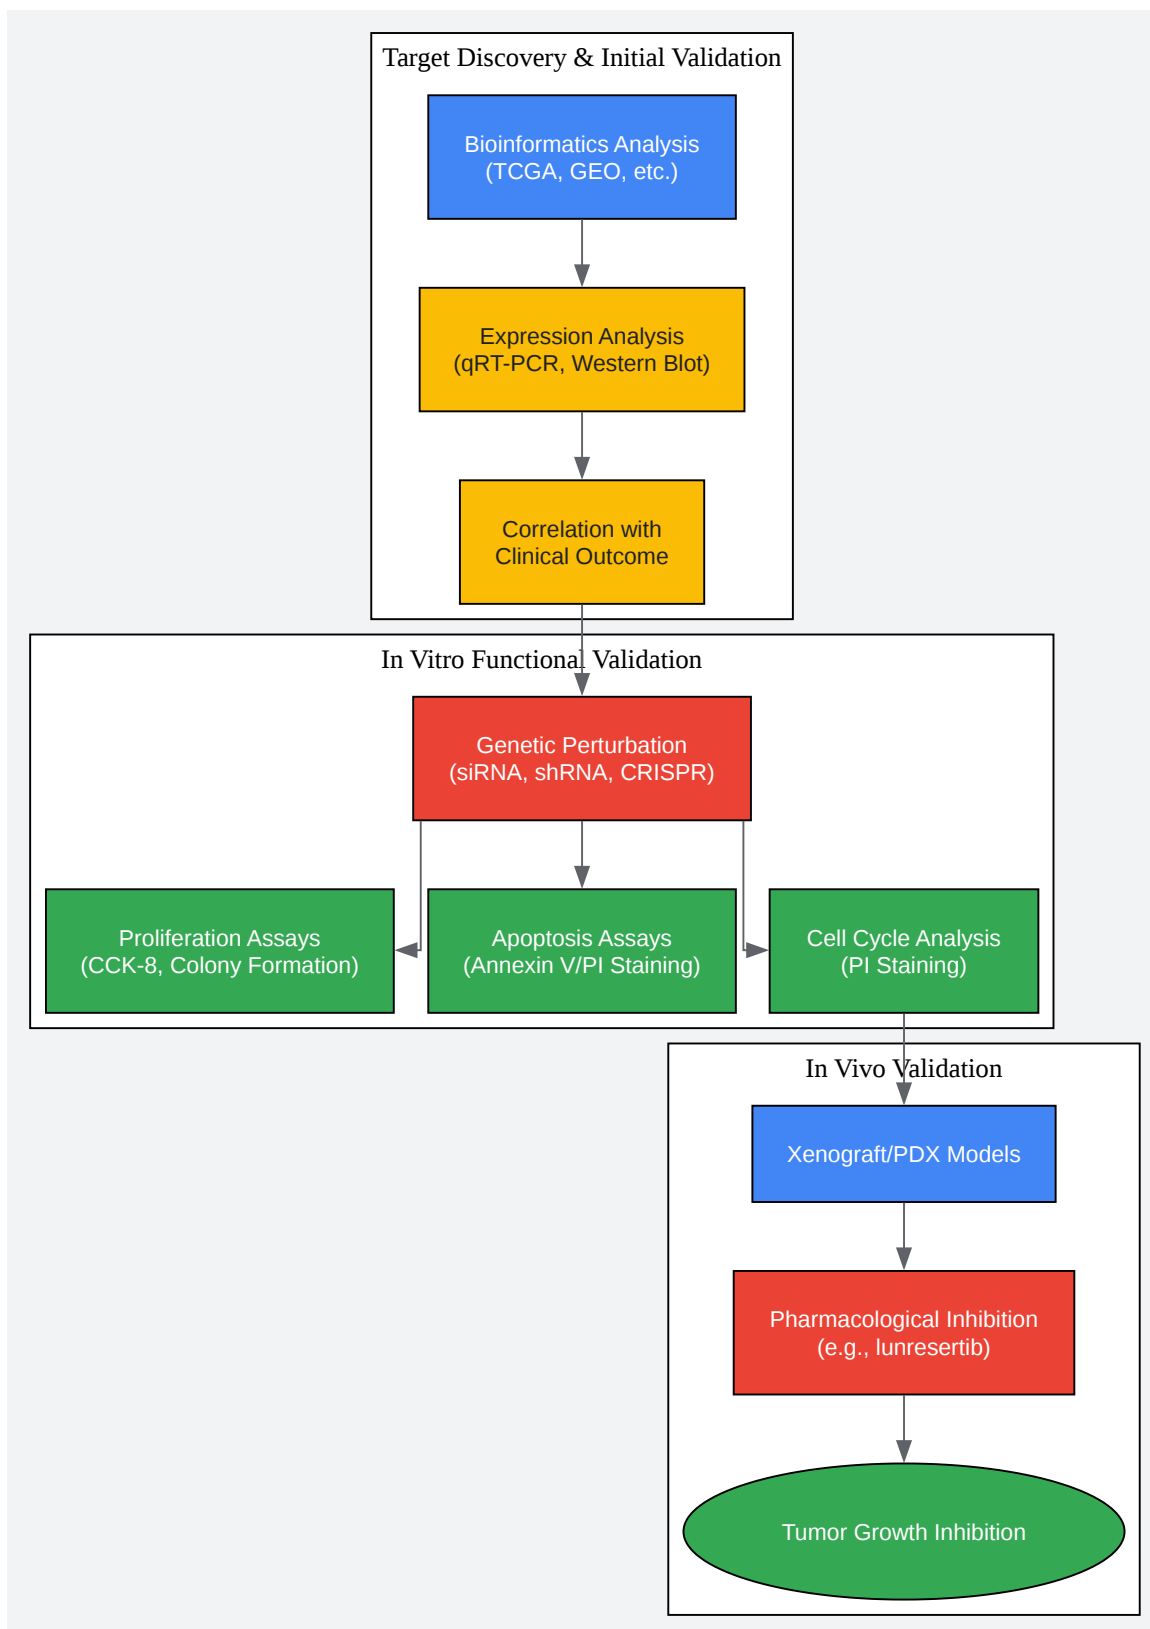 Target Discovery & Initial Validation
Bioinformatics Analysis
(TCGA, GEO, etc.)
Expression Analysis
(qRT-PCR, Western Blot)
Correlation with
Clinical Outcome
In Vitro Functional Validation
Genetic Perturbation
(siRNA, shRNA, CRISPR)
Proliferation Assays
(CCK-8, Colony Formation)
Apoptosis Assays
(Annexin V/PI Staining)
Cell Cycle Analysis
(PI Staining)
In Vivo Validation
Xenograft/PDX Models
Pharmacological Inhibition
(e.g., lunresertib)
Tumor Growth Inhibition